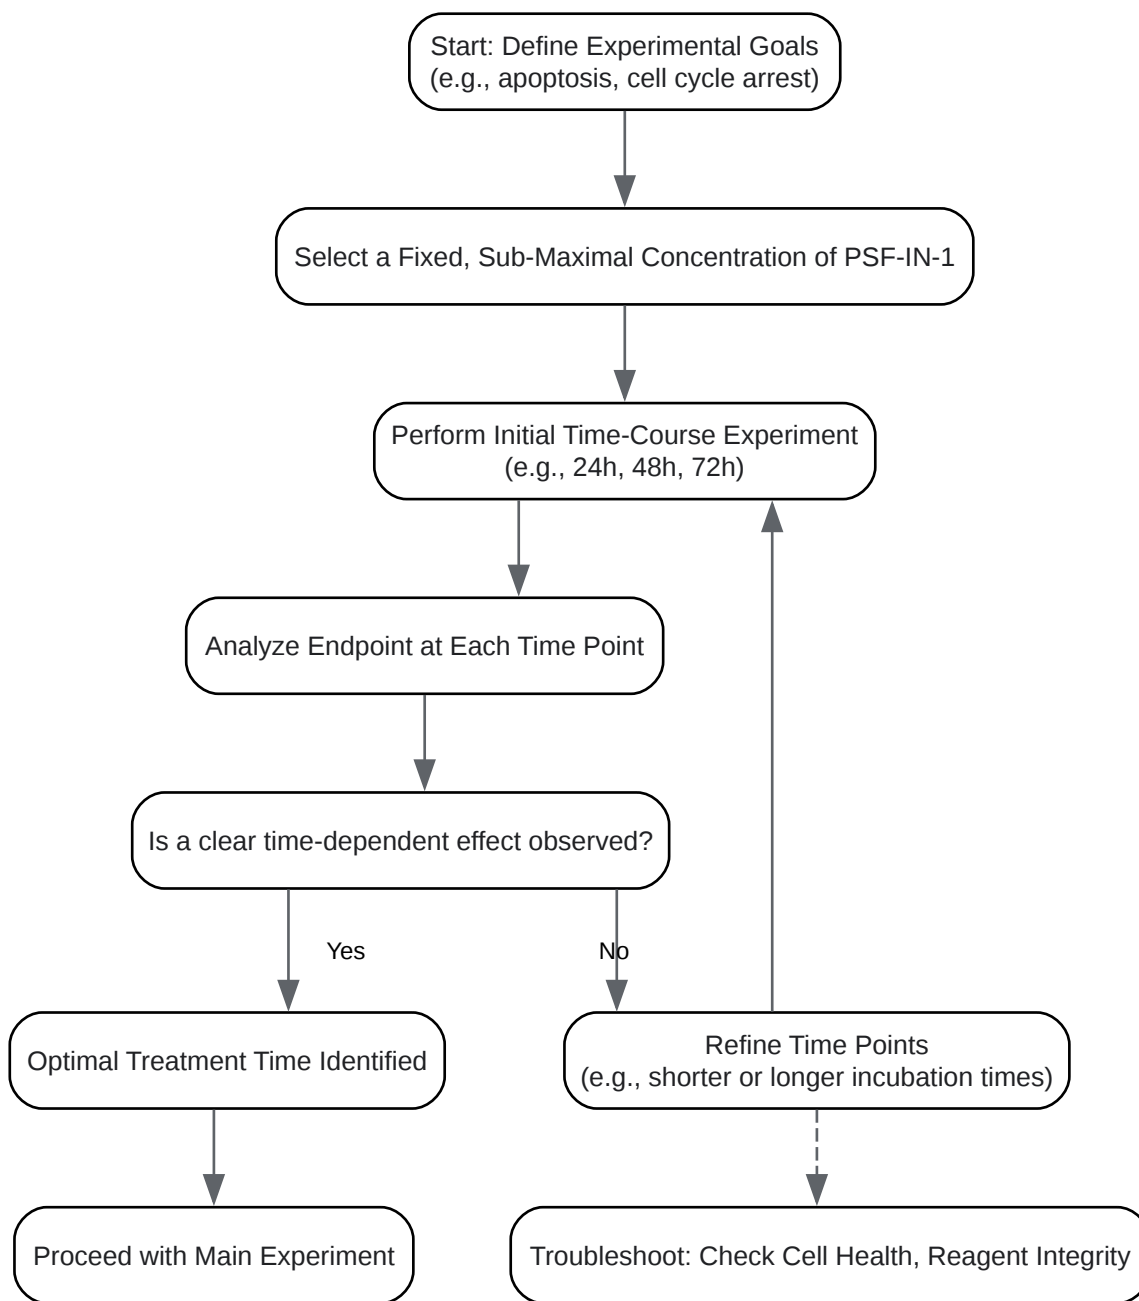 Start: Define Experimental Goals
(e.g., apoptosis, cell cycle arrest)
Select a Fixed, Sub-Maximal Concentration of PSF-IN-1
Perform Initial Time-Course Experiment
(e.g., 24h, 48h, 72h)
Analyze Endpoint at Each Time Point
Is a clear time-dependent effect observed?
Yes
No
Optimal Treatment Time Identified
Refine Time Points
(e.g., shorter or longer incubation times)
Proceed with Main Experiment
Troubleshoot: Check Cell Health, Reagent Integrity